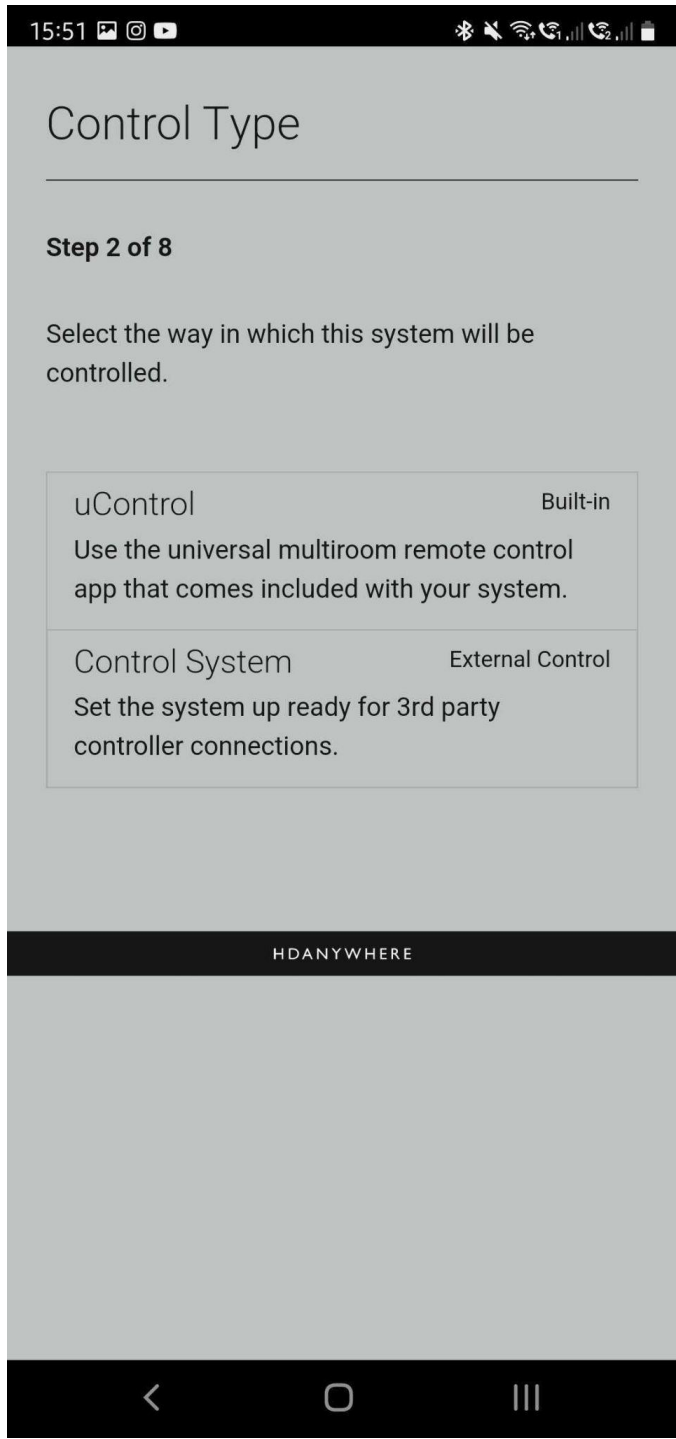 15:51
Control Type
Step 2 of 8
Select the way in which this system will be
controlled.
uControl
Built-in
Use the universal multiroom remote control
app that comes included with your system.
Control System
External Control
Set the system up ready for 3rd party
controller connections.
HDANYWHERE